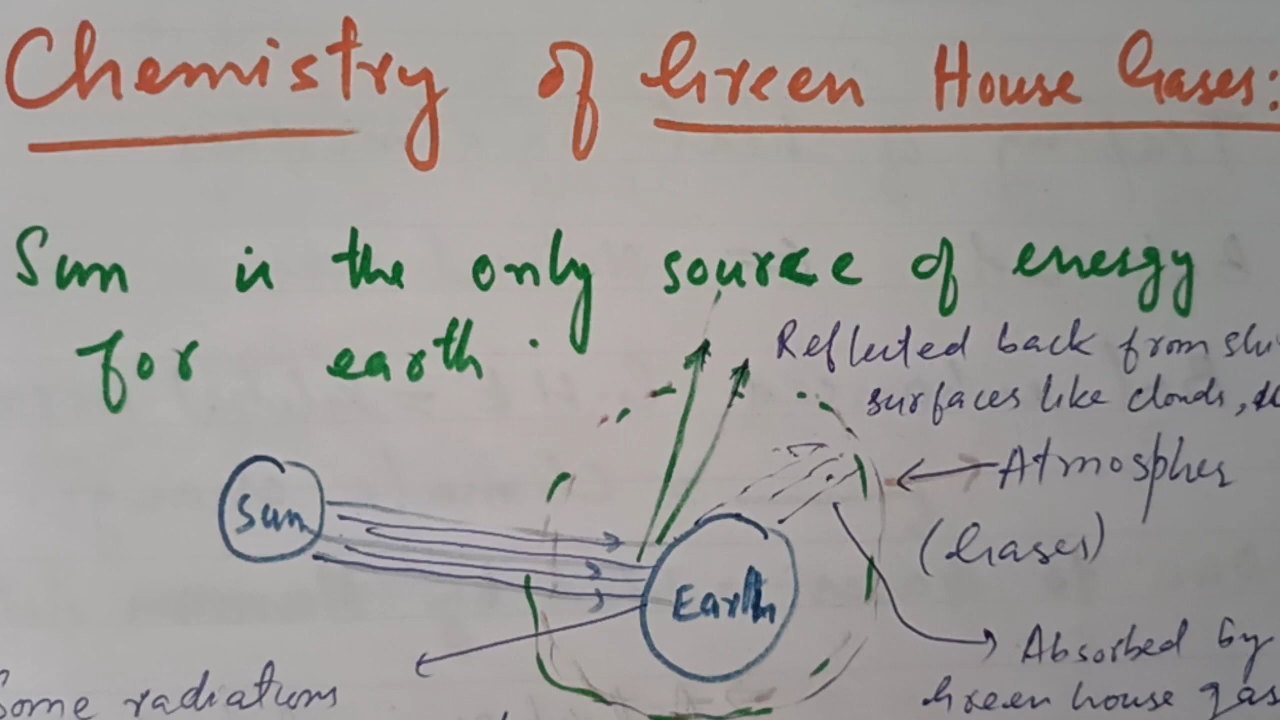 Chemistry of Green House Gases:
Sun is the only source of energy
for earth.
Reflected back from
surfaces like clouds,
Atmospher
(Gases)
Sun
Earth
Absorbed by
Green house gas
Some radiations